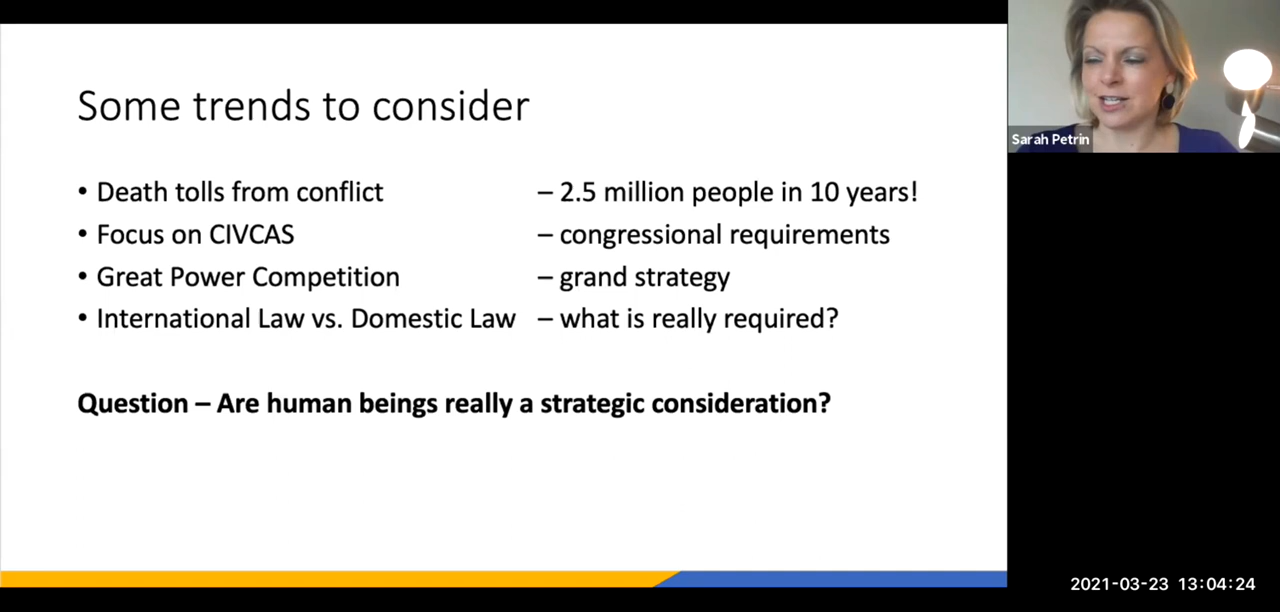 Some trends to consider
• Death tolls from conflict – 2.5 million people in 10 years!
• Focus on CIVCAS – congressional requirements
• Great Power Competition – grand strategy
• International Law vs. Domestic Law – what is really required?
Question – Are human beings really a strategic consideration?
Sarah Petrin
2021-03-23 13:04:24